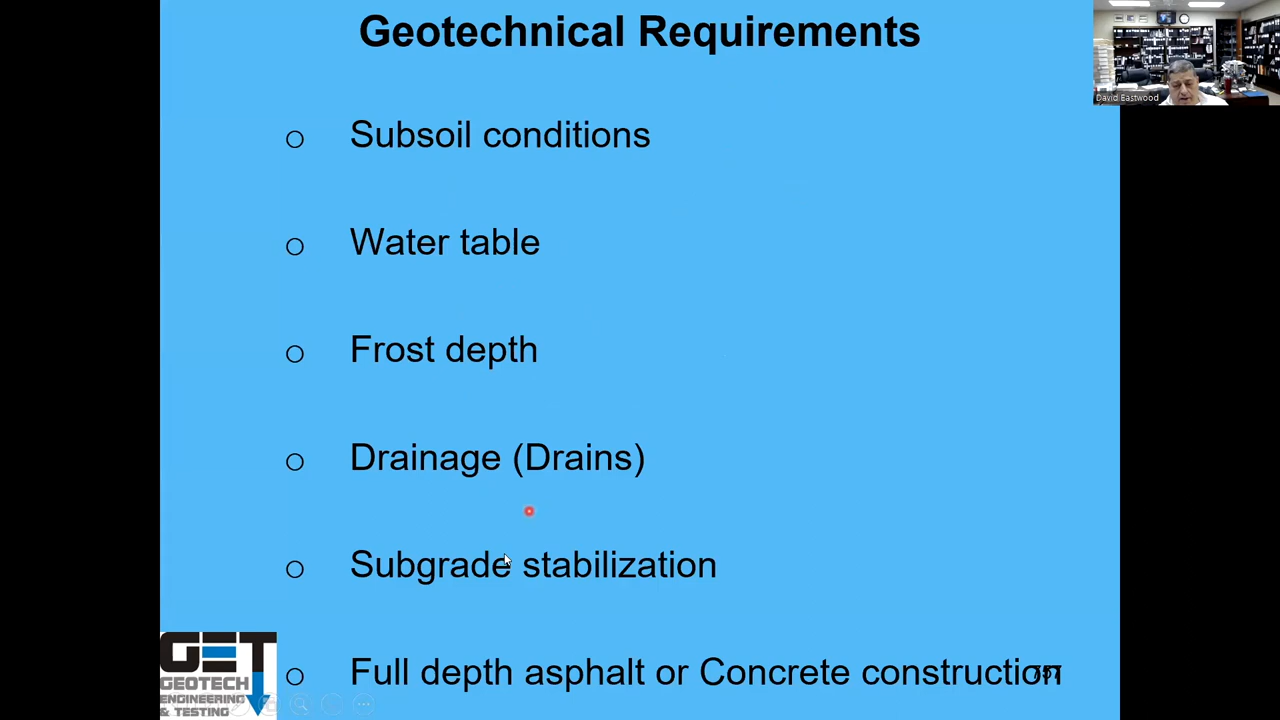 Geotechnical Requirements
David Eastwood
o Subsoil conditions
o Water table
o Frost depth
o Drainage (Drains)
o Subgrade stabilization
o Full depth asphalt or Concrete construction
GET
GEOTECH
ENGINEERING
& TESTING